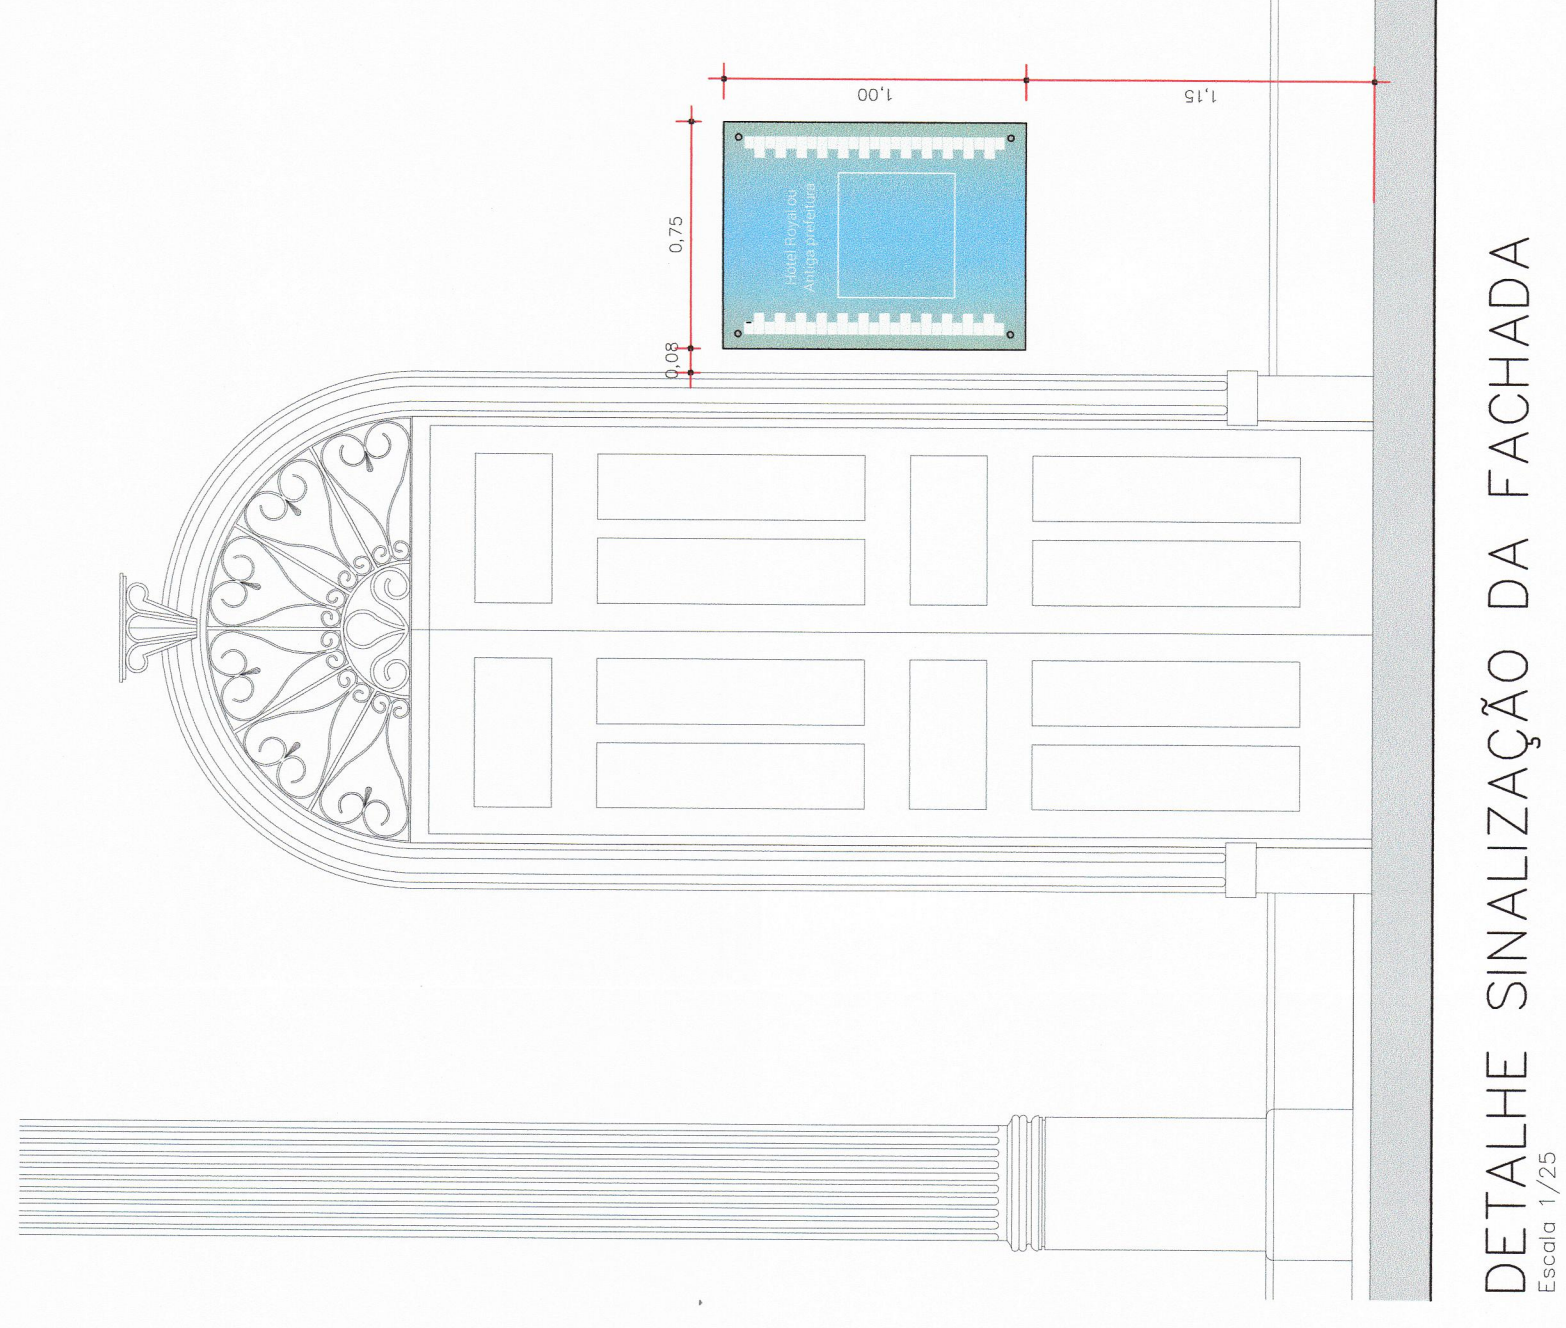 0,08
0,75
1,00
1,15
Hotel Royal ou
Antiga prefeitura
DETALHE SINALIZAÇÃO DA FACHADA
Escala 1/25